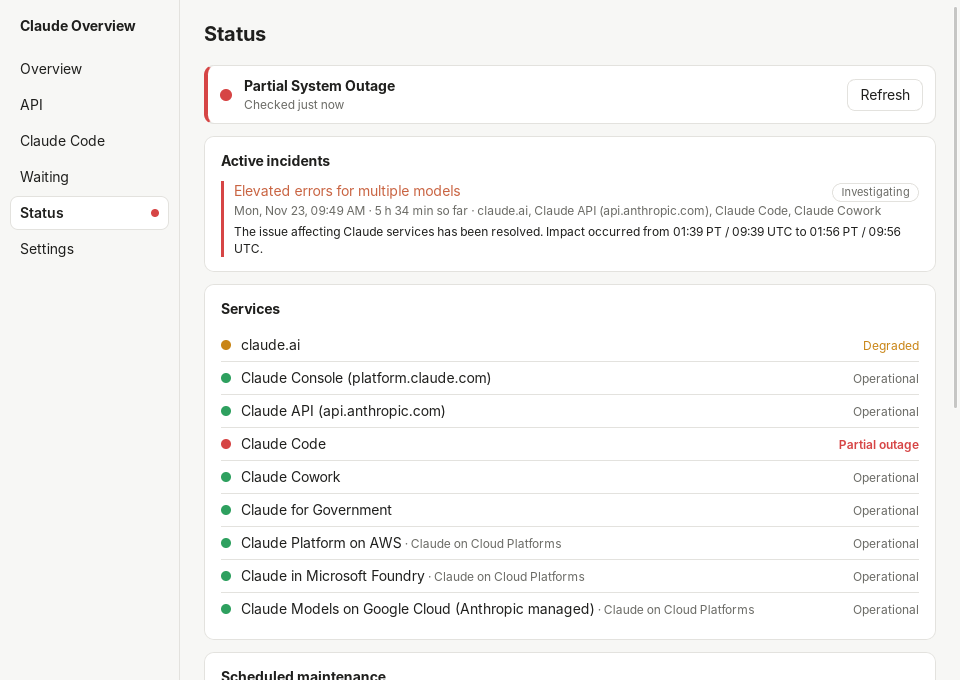 Claude Overview
Overview
API
Claude Code
Waiting
Status
Settings
Status
Partial System Outage
Checked just now
Refresh
Active incidents
Elevated errors for multiple models
Investigating
Mon, Nov 23, 09:49 AM · 5 h 34 min so far · claude.ai, Claude API (api.anthropic.com), Claude Code, Claude Cowork
The issue affecting Claude services has been resolved. Impact occurred from 01:39 PT / 09:39 UTC to 01:56 PT / 09:56
UTC.
Services
claude.ai
Degraded
Claude Console (platform.claude.com)
Operational
Claude API (api.anthropic.com)
Operational
Claude Code
Partial outage
Claude Cowork
Operational
Claude for Government
Operational
Claude Platform on AWS · Claude on Cloud Platforms
Operational
Claude in Microsoft Foundry · Claude on Cloud Platforms
Operational
Claude Models on Google Cloud (Anthropic managed) · Claude on Cloud Platforms
Operational
Scheduled maintenance